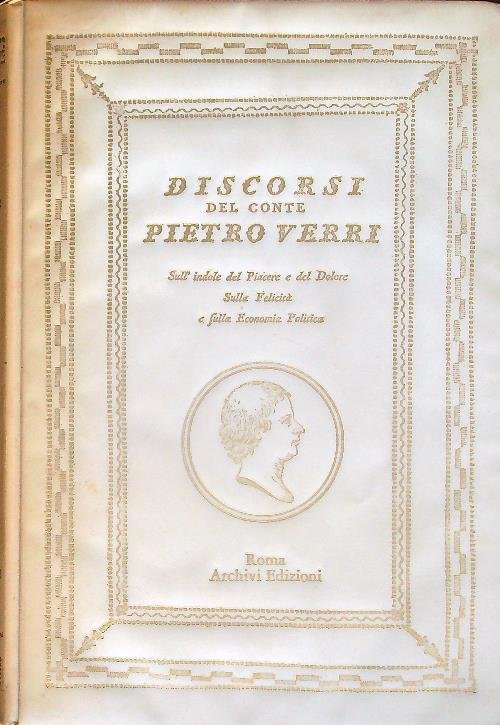 DISCORSI
DEL CONTE
PIETRO VERRI
Sull' indole del Piacere e del Dolore
Sulla Felicità
e sulla Economia Politica
Roma
Archivi Edizioni